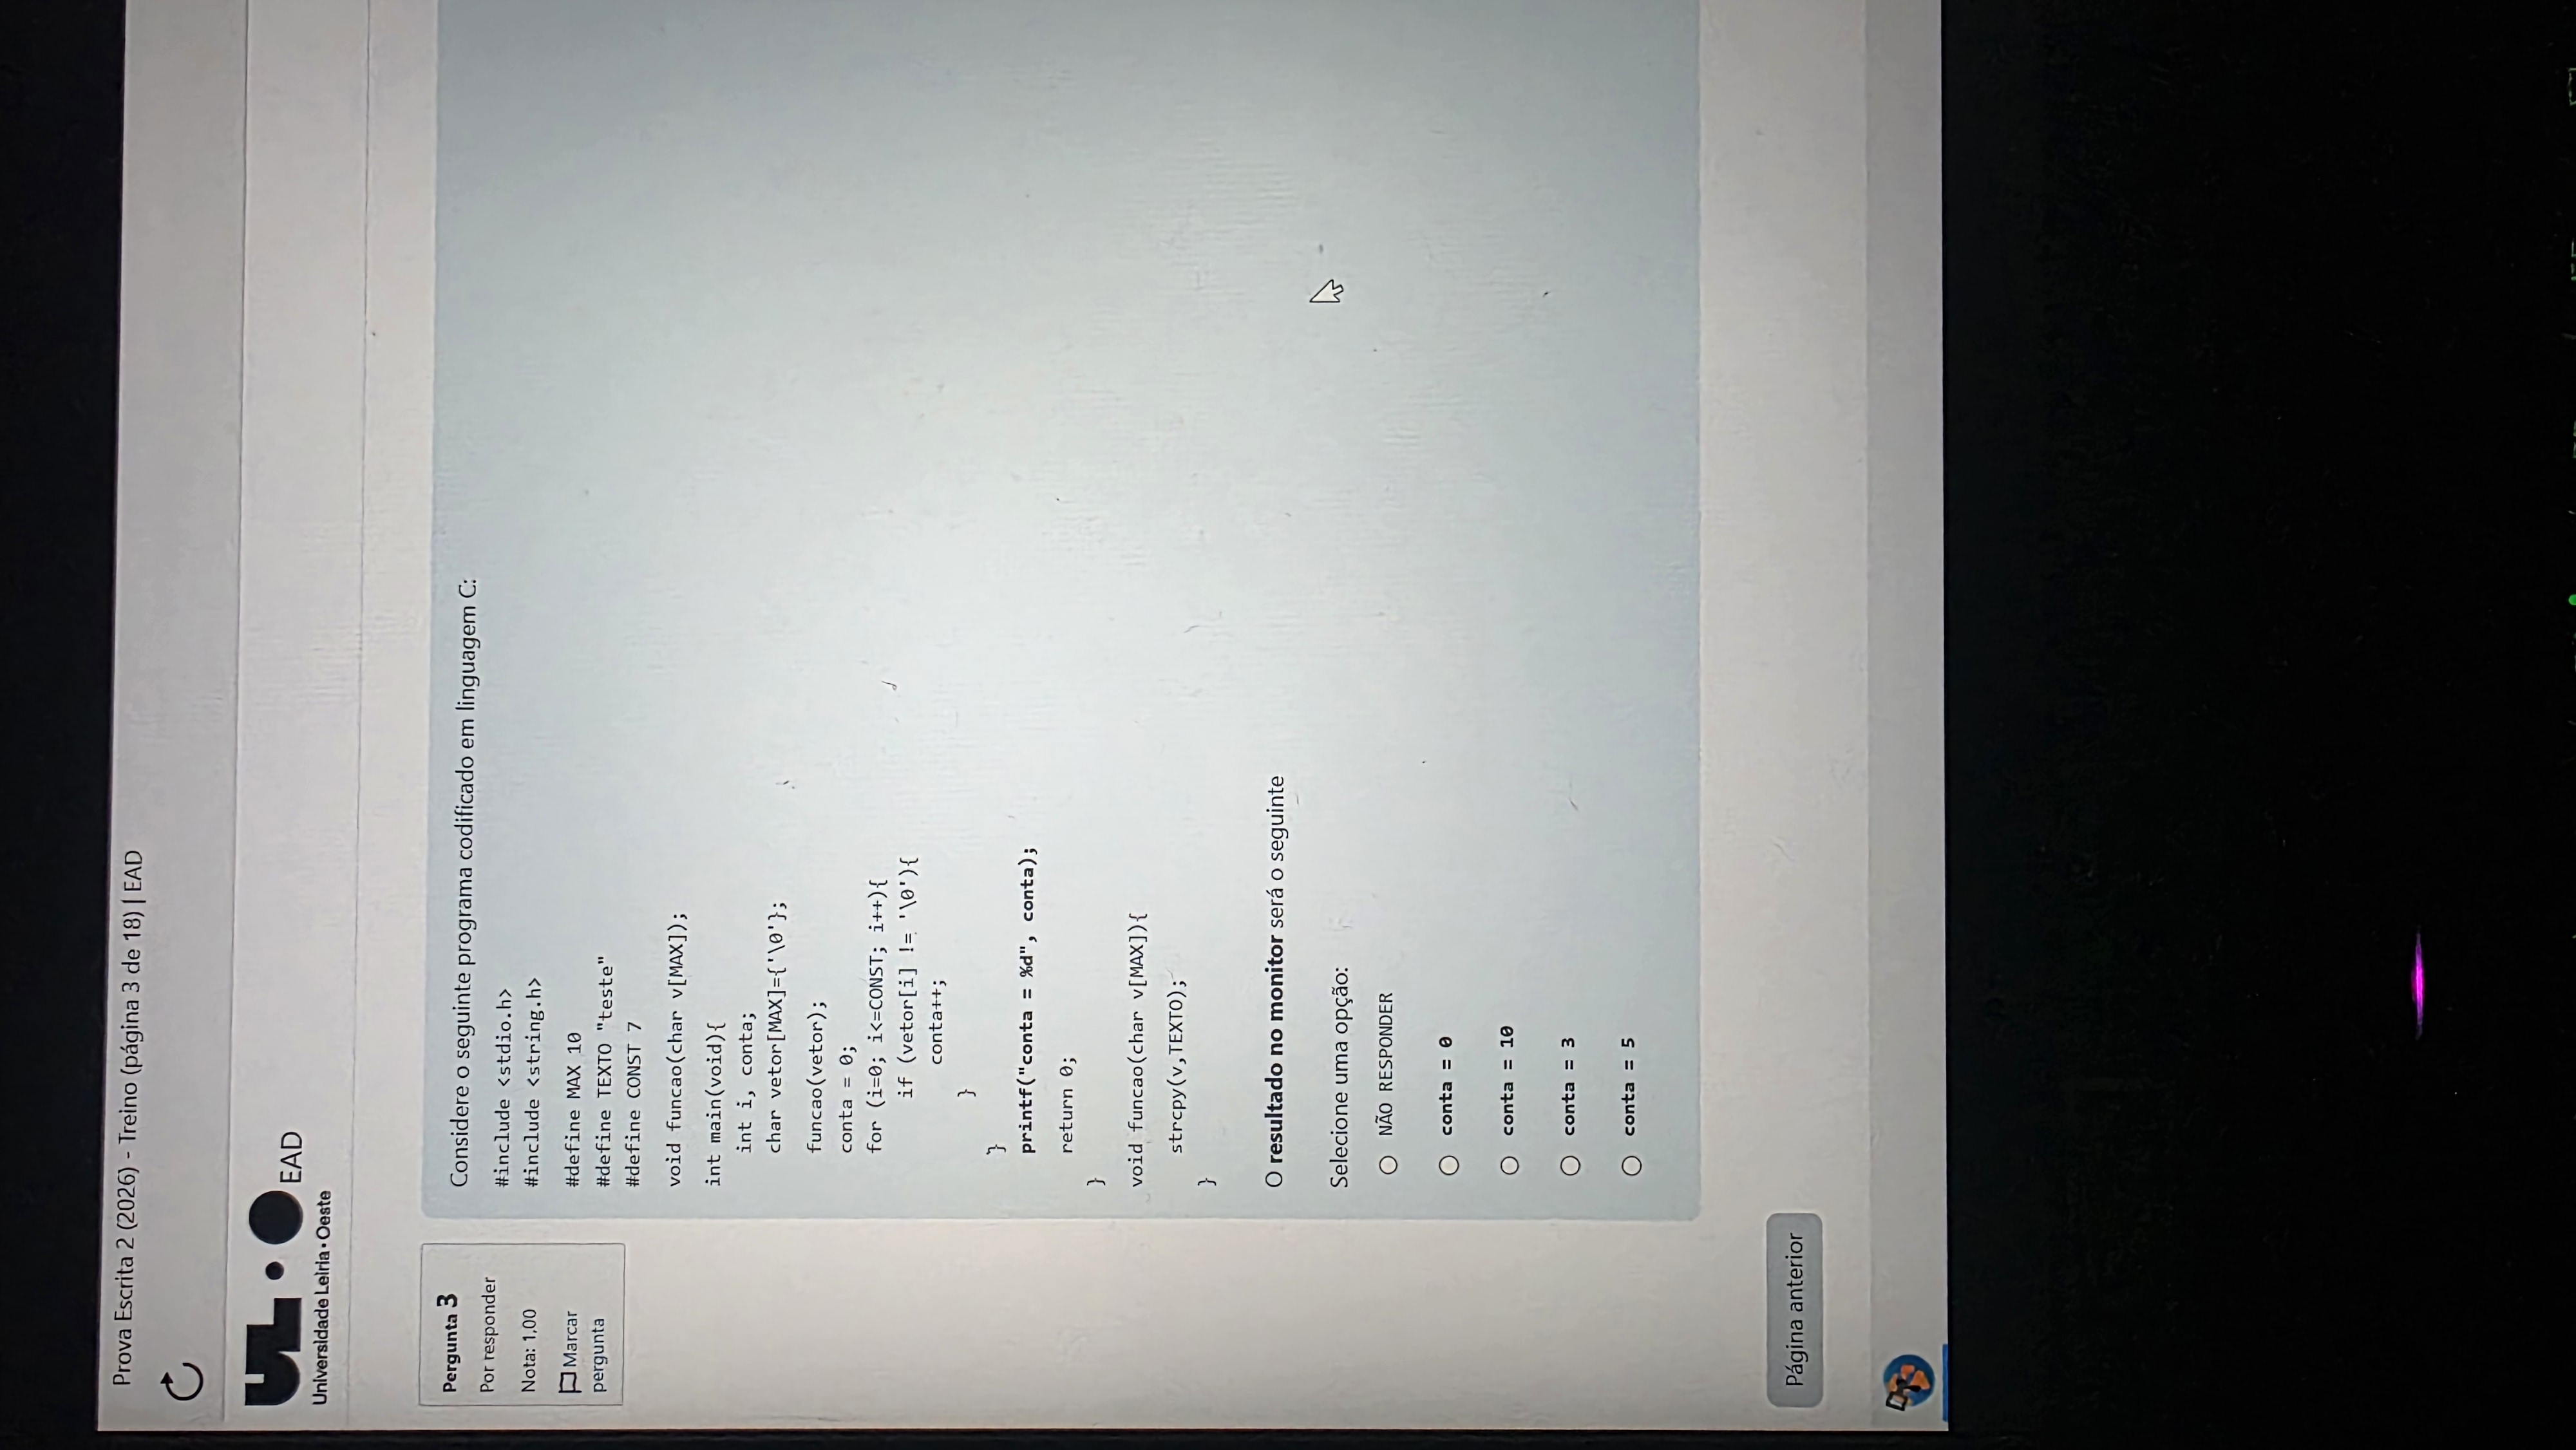 Prova Escrita 2 (2026) - Treino (página 3 de 18) | EAD
UL • O EAD
Universidade Leiria • Oeste
Pergunta 3
Por responder
Nota: 1,00
Marcar
pergunta
Considere o seguinte programa codificado em linguagem C:
#include <stdio.h>
#include <string.h>
#define MAX 10
#define TEXTO "teste"
#define CONST 7
void funcao(char v[MAX]);
int main(void){
int i, conta;
char vetor[MAX]={'\0'};
funcao(vetor);
conta = 0;
for (i=0; i<=CONST; i++){
if (vetor[i] != '\0'){
conta++;
}
}
printf("conta = %d", conta);
return 0;
}
void funcao(char v[MAX]){
strcpy(v,TEXTO);
}
O resultado no monitor será o seguinte
Selecione uma opção:
NÃO RESPONDER
conta = 0
conta = 10
conta = 3
conta = 5
Página anterior